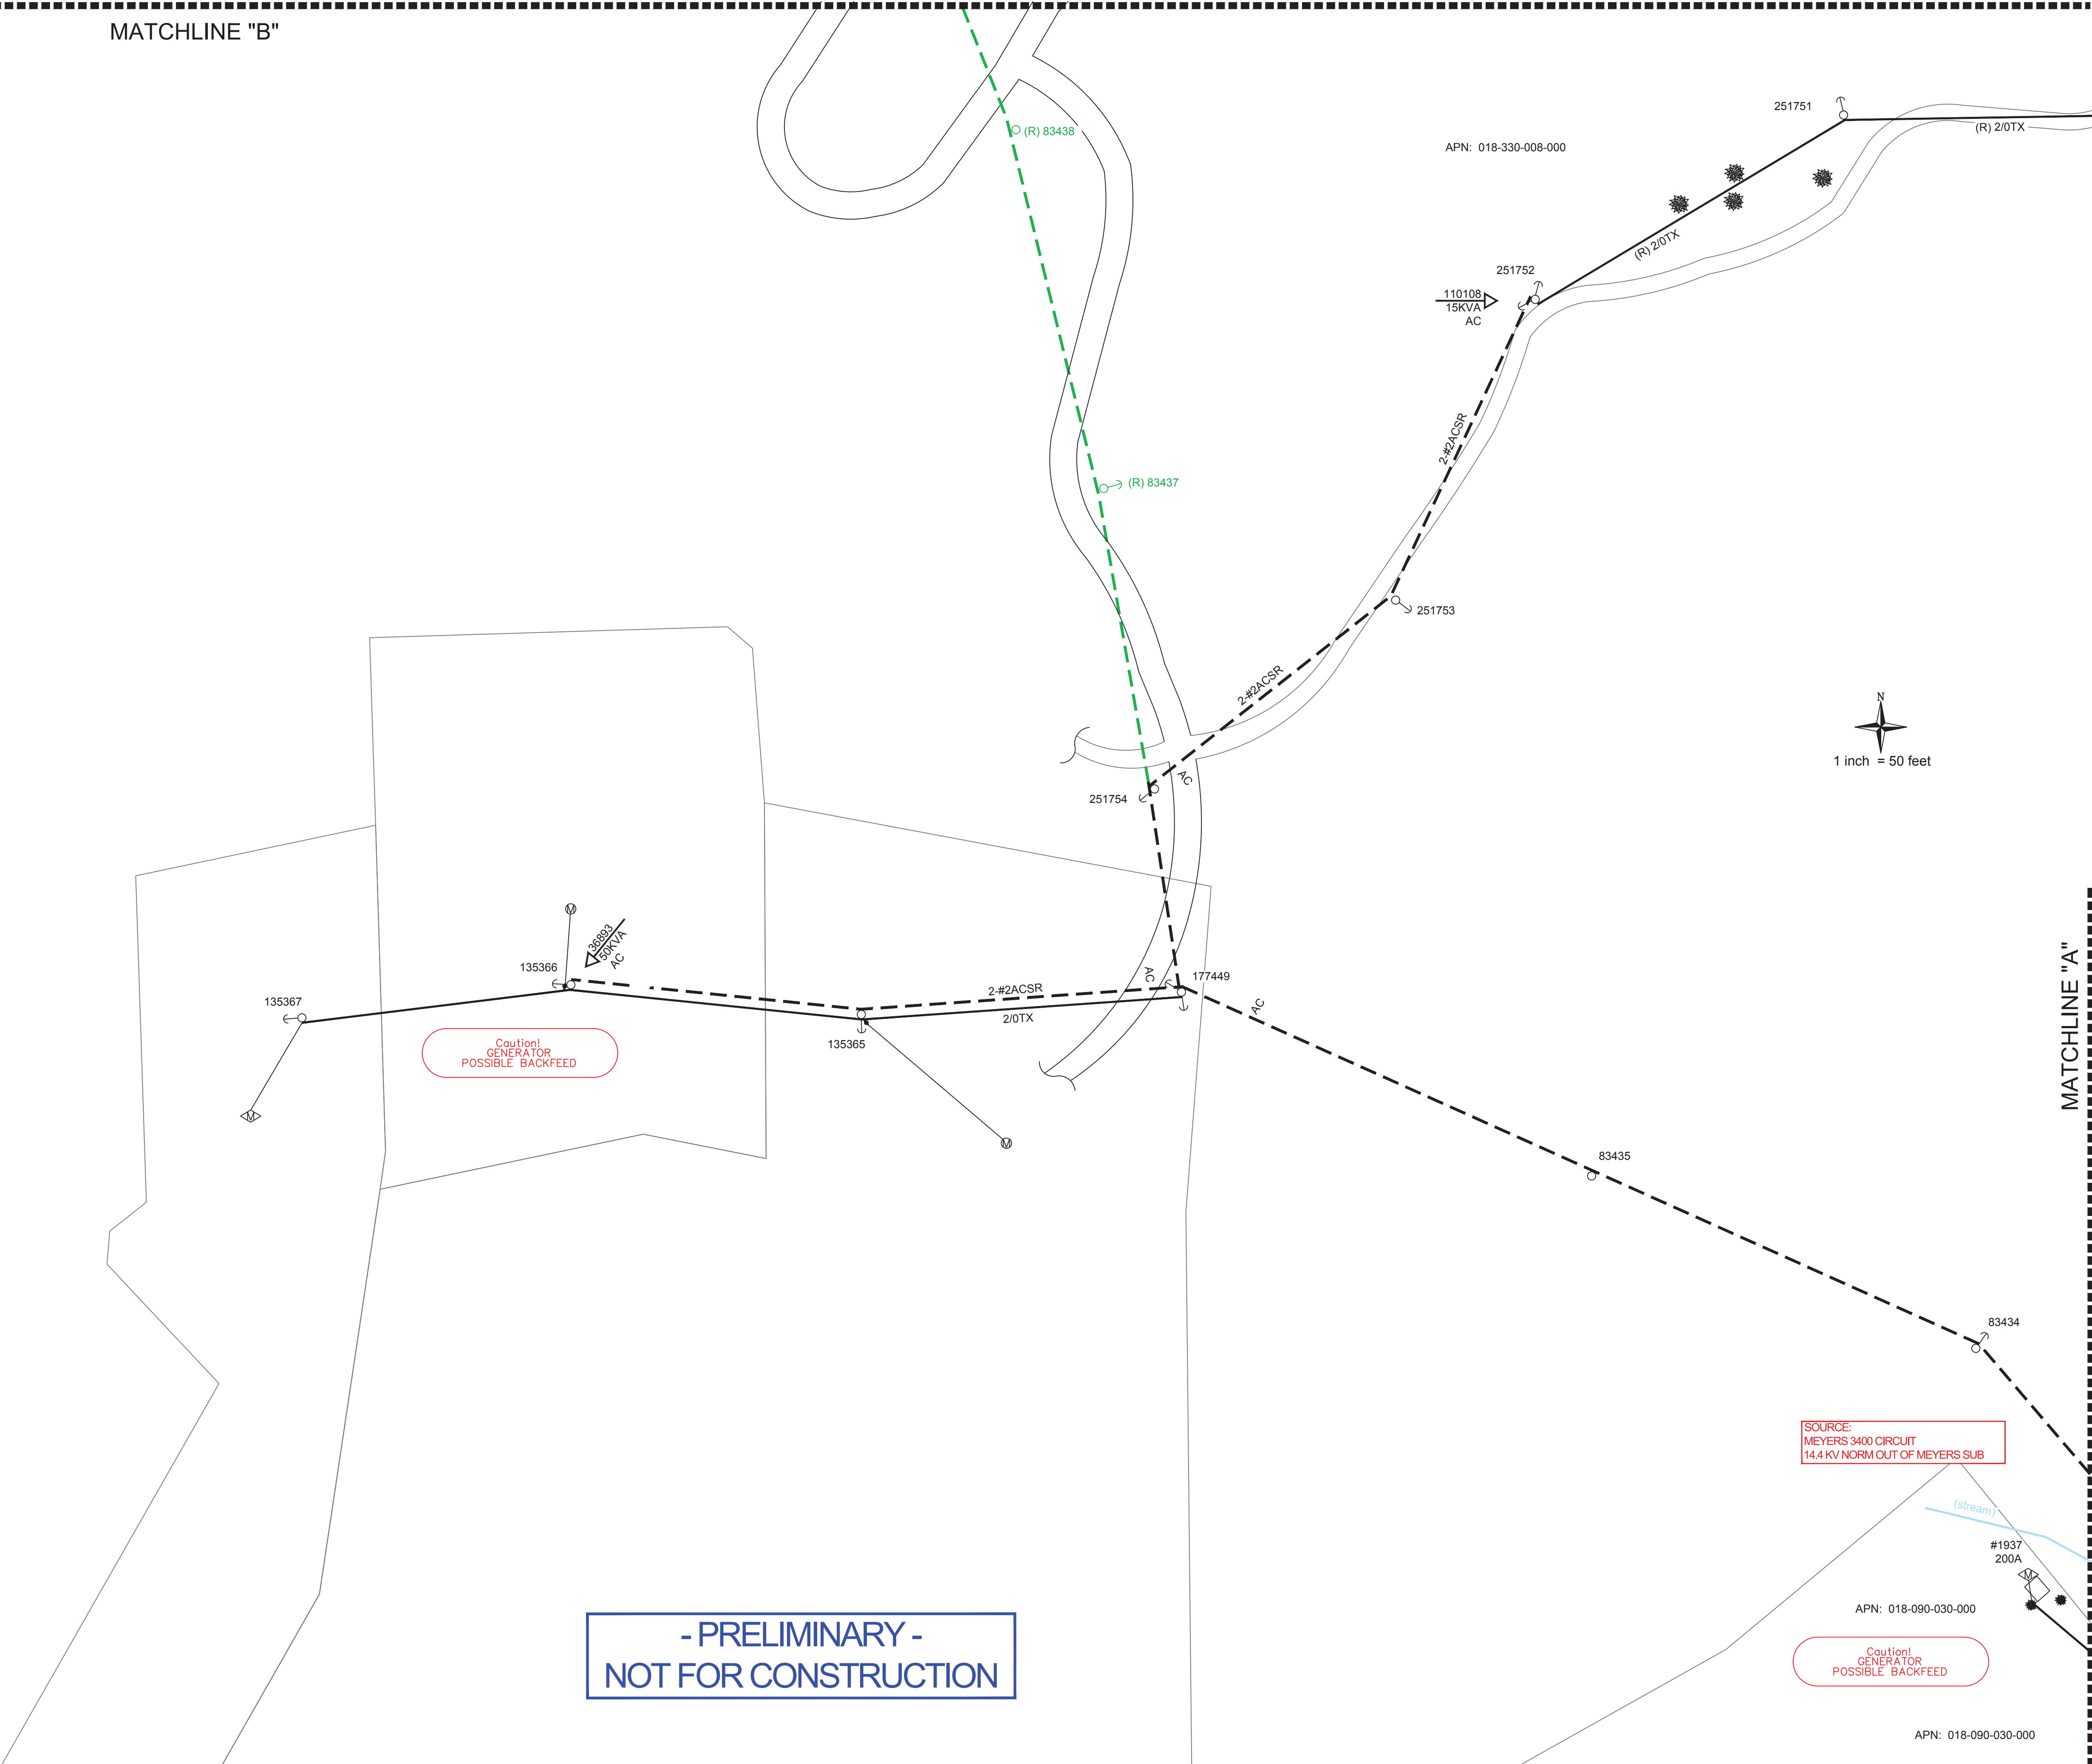 MATCHLINE "B"
251751
(R) 2/0TX
(R) 83438
APN: 018-330-008-000
(R) 2/0TX
251752
110108
15KVA
AC
2-#2ACSR
(R) 83437
251753
2-#2ACSR
N
1 inch = 50 feet
AC
251754
36893
50KVA
AC
135366
AC
177449
2-#2ACSR
135367
AC
2/0TX
135365
Caution!
GENERATOR
POSSIBLE BACKFEED
M
M
M
MATCHLINE "A"
83435
83434
SOURCE:
MEYERS 3400 CIRCUIT
14.4 KV NORM OUT OF MEYERS SUB
(stream)
#1937
200A
M
APN: 018-090-030-000
- PRELIMINARY -
NOT FOR CONSTRUCTION
Caution!
GENERATOR
POSSIBLE BACKFEED
APN: 018-090-030-000